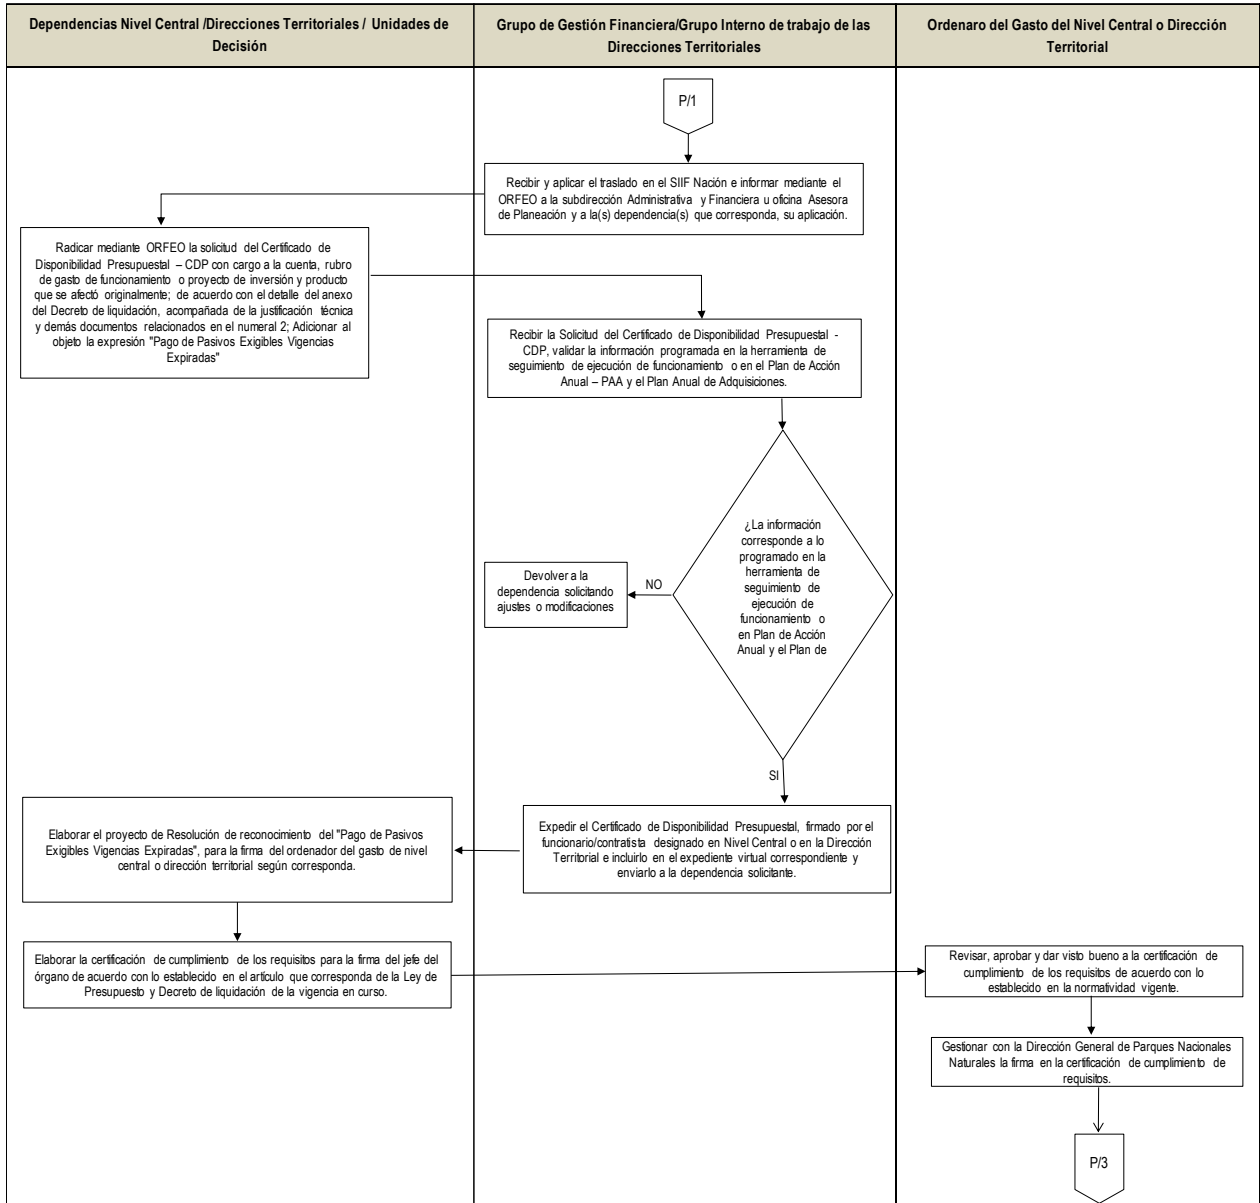 Dependencias Nivel Central /Direcciones Territoriales / Unidades de
Decisión
Grupo de Gestión Financiera/Grupo Interno de trabajo de las
Direcciones Territoriales
Ordenaro del Gasto del Nivel Central o Dirección
Territorial
P/1
Recibir y aplicar el traslado en el SIIF Nación e informar mediante el
ORFEO a la subdirección Administrativa y Financiera u oficina Asesora
de Planeación y a la(s) dependencia(s) que corresponda, su aplicación.
Radicar mediante ORFEO la solicitud del Certificado de
Disponibilidad Presupuestal – CDP con cargo a la cuenta, rubro
de gasto de funcionamiento o proyecto de inversión y producto
que se afectó originalmente; de acuerdo con el detalle del anexo
del Decreto de liquidación, acompañada de la justificación técnica
y demás documentos relacionados en el numeral 2; Adicionar al
objeto la expresión "Pago de Pasivos Exigibles Vigencias
Expiradas"
Recibir la Solicitud del Certificado de Disponibilidad Presupuestal -
CDP, validar la información programada en la herramienta de
seguimiento de ejecución de funcionamiento o en el Plan de Acción
Anual – PAA y el Plan Anual de Adquisiciones.
¿La información
corresponde a lo
programado en la
herramienta de
seguimiento de
ejecución de
funcionamiento o
en Plan de Acción
Anual y el Plan de
NO
Devolver a la
dependencia solicitando
ajustes o modificaciones
SI
Expedir el Certificado de Disponibilidad Presupuestal, firmado por el
funcionario/contratista designado en Nivel Central o en la Dirección
Territorial e incluirlo en el expediente virtual correspondiente y
enviarlo a la dependencia solicitante.
Elaborar el proyecto de Resolución de reconocimiento del "Pago de Pasivos
Exigibles Vigencias Expiradas", para la firma del ordenador del gasto de nivel
central o dirección territorial según corresponda.
Elaborar la certificación de cumplimiento de los requisitos para la firma del jefe del
órgano de acuerdo con lo establecido en el artículo que corresponda de la Ley de
Presupuesto y Decreto de liquidación de la vigencia en curso.
Revisar, aprobar y dar visto bueno a la certificación de
cumplimiento de los requisitos de acuerdo con lo
establecido en la normatividad vigente.
Gestionar con la Dirección General de Parques Nacionales
Naturales la firma en la certificación de cumplimiento de
requisitos.
P/3